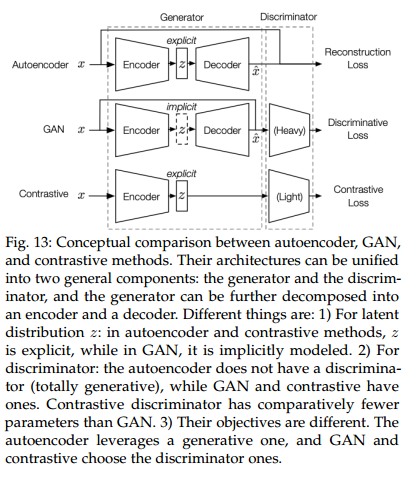 Generator
Discriminator
explicit
Autoencoder x
Encoder
z
Decoder
x̂
Reconstruction
Loss
implicit
GAN x
Encoder
z
Decoder
x̂
(Heavy)
Discriminative
Loss
explicit
Contrastive x
Encoder
z
(Light)
Contrastive
Loss
Fig. 13: Conceptual comparison between autoencoder, GAN,
and contrastive methods. Their architectures can be unified
into two general components: the generator and the discrim-
inator, and the generator can be further decomposed into
an encoder and a decoder. Different things are: 1) For latent
distribution z: in autoencoder and contrastive methods, z
is explicit, while in GAN, it is implicitly modeled. 2) For
discriminator: the autoencoder does not have a discrimina-
tor (totally generative), while GAN and contrastive have
ones. Contrastive discriminator has comparatively fewer
parameters than GAN. 3) Their objectives are different. The
autoencoder leverages a generative one, and GAN and
contrastive choose the discriminator ones.